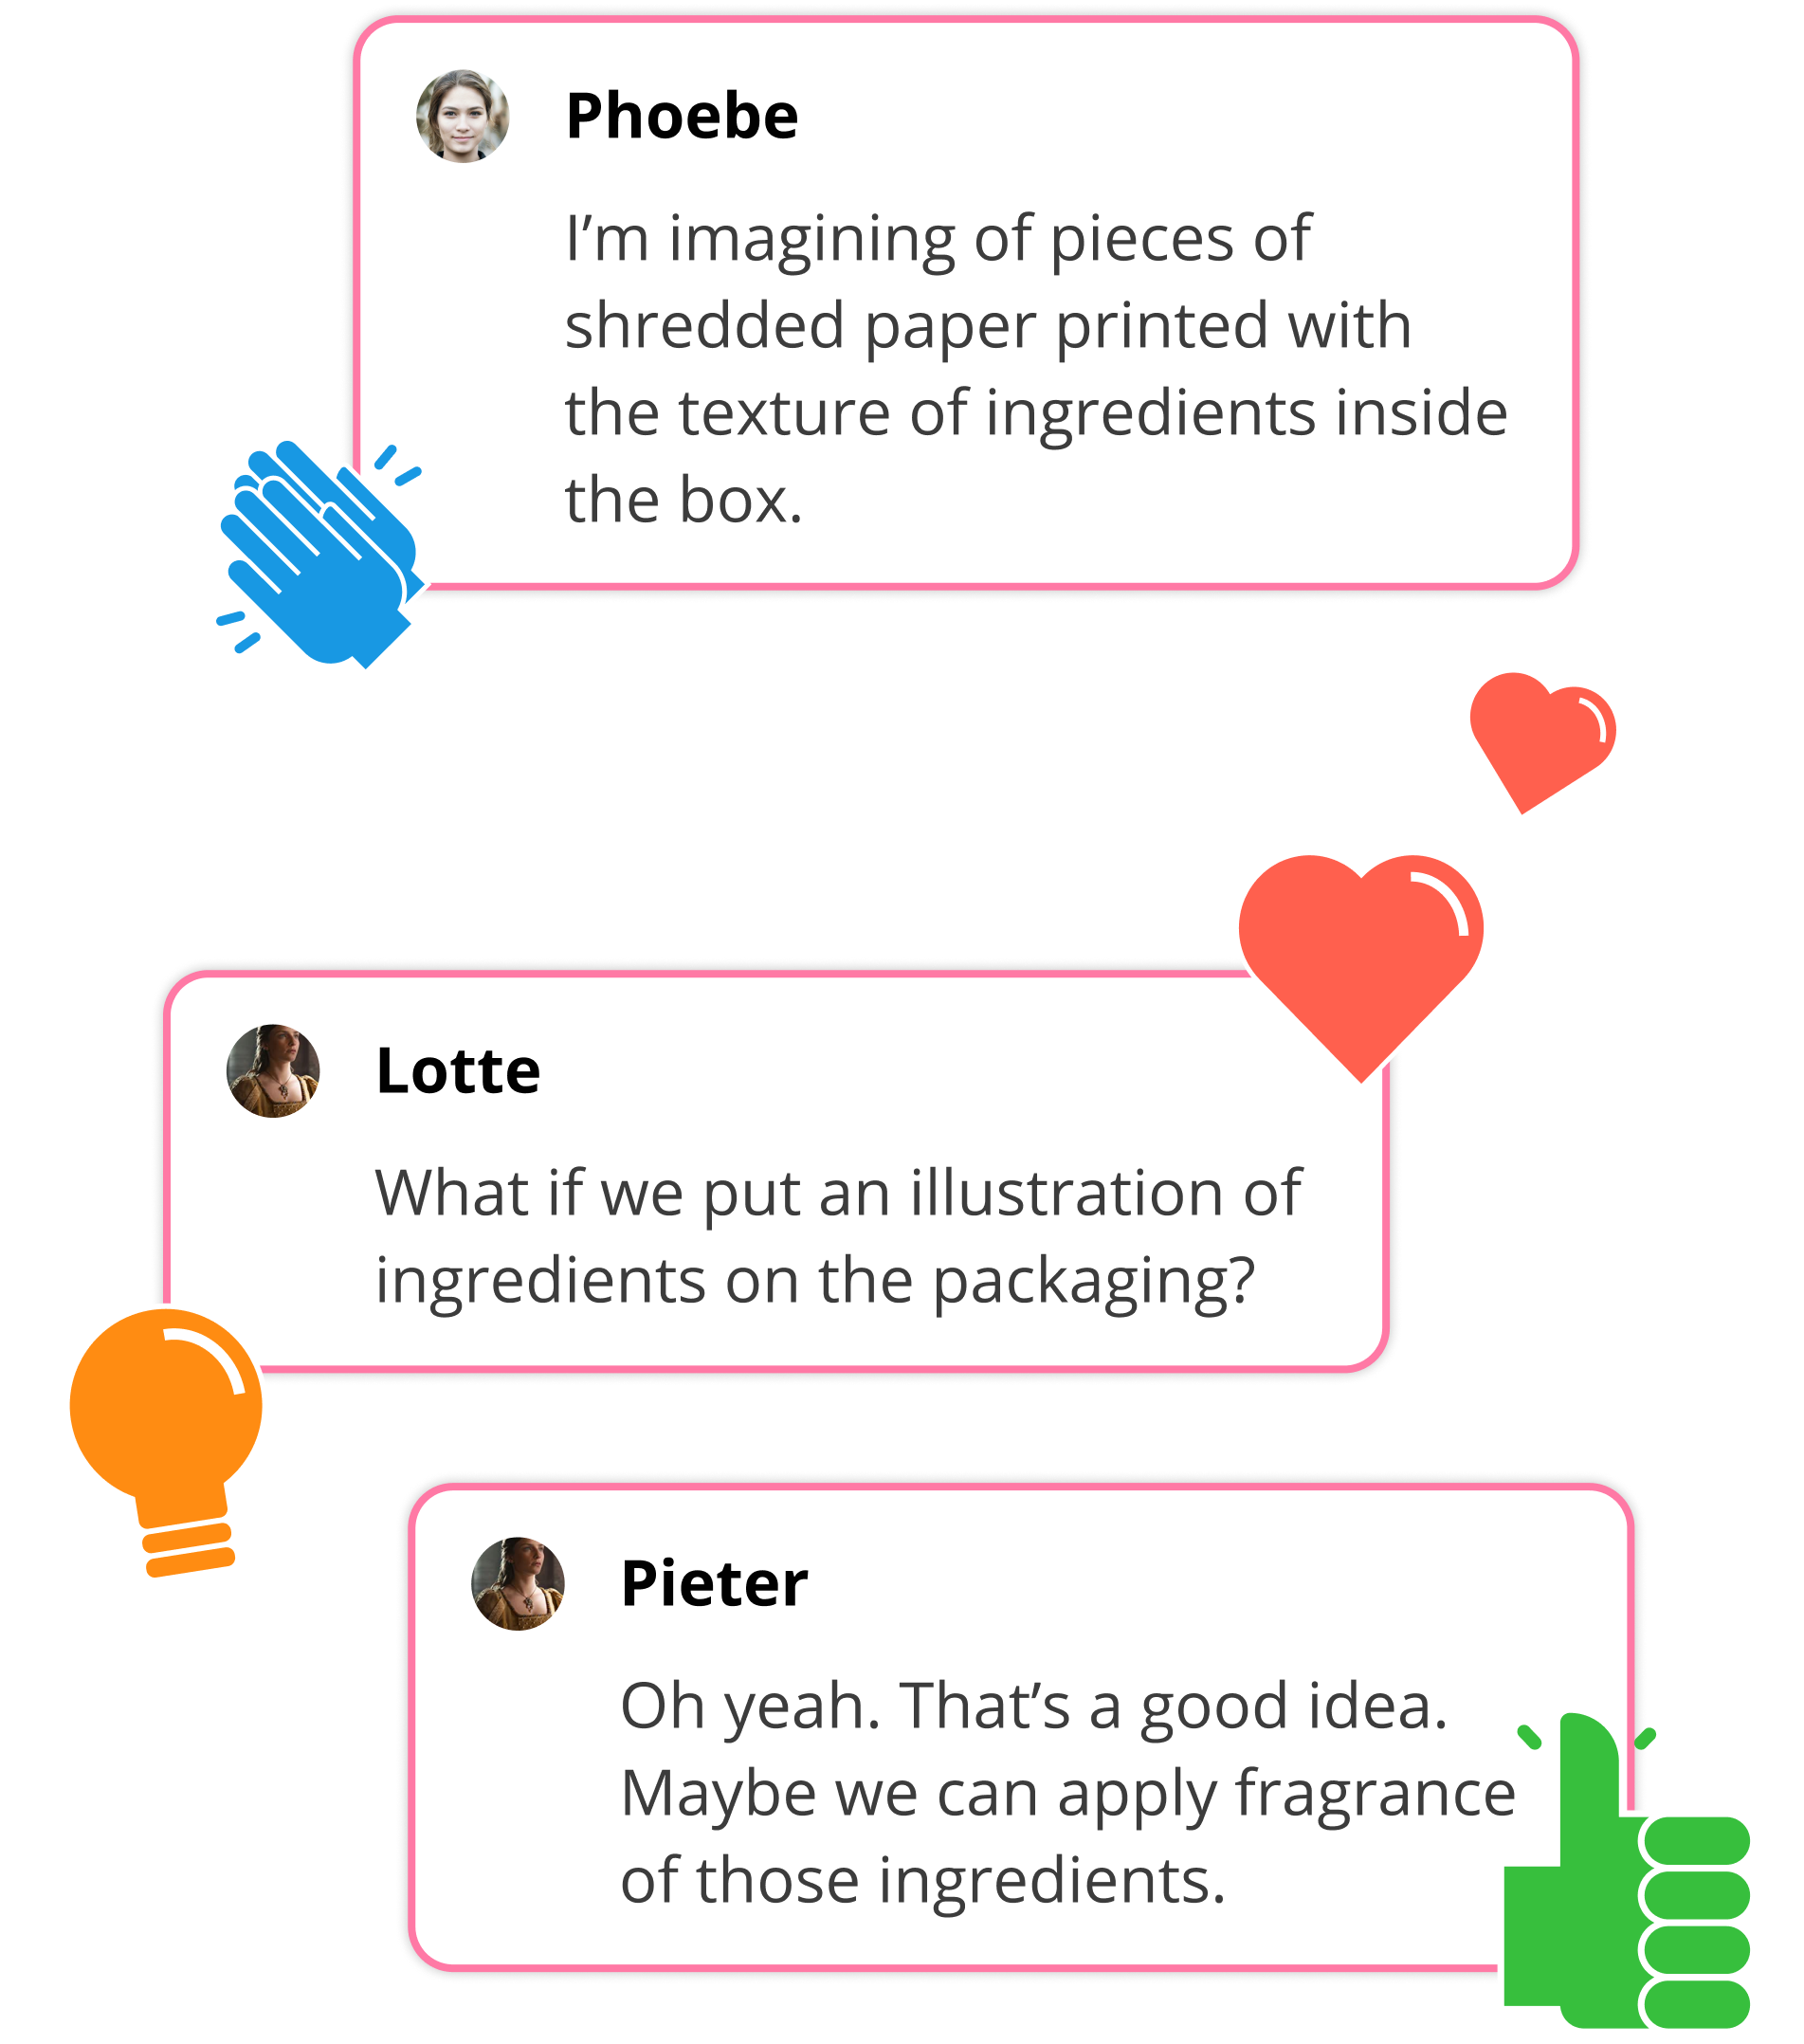 Phoebe
I’m imagining of pieces of
shredded paper printed with
the texture of ingredients inside
the box.
Lotte
What if we put an illustration of
ingredients on the packaging?
Pieter
Oh yeah. That’s a good idea.
Maybe we can apply fragrance
of those ingredients.